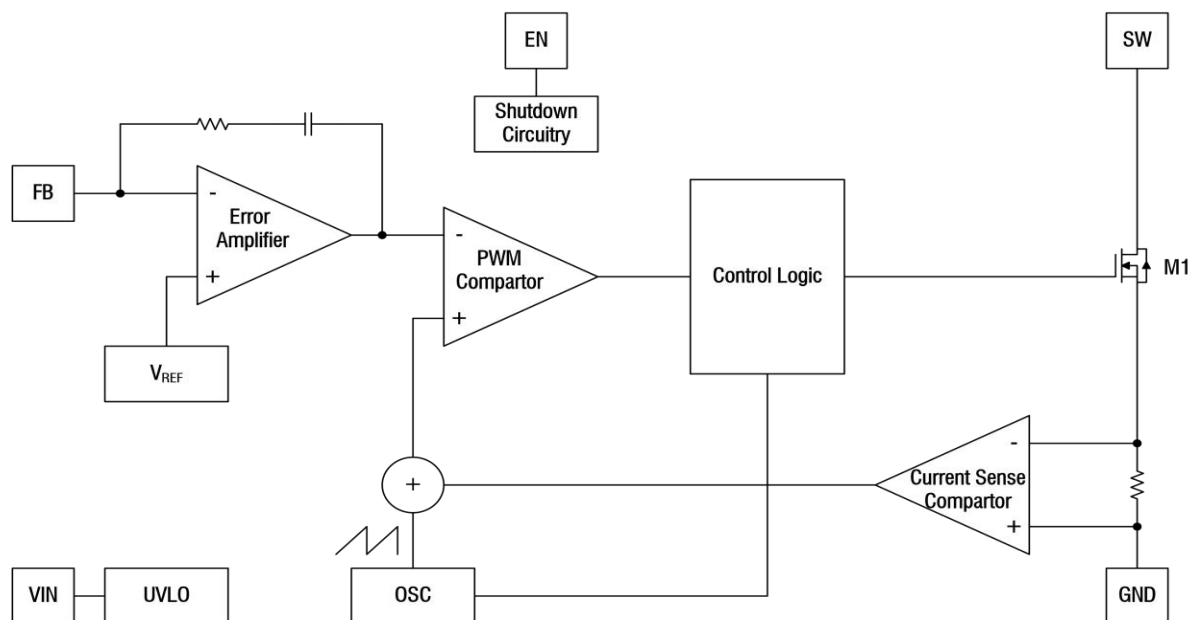 EN
SW
Shutdown
Circuitry
FB
-
Error
Amplifier
+
-
PWM
Compartor
+
Control Logic
M1
VREF
+
-
Current Sense
Compartor
+
VIN
UVLO
OSC
GND